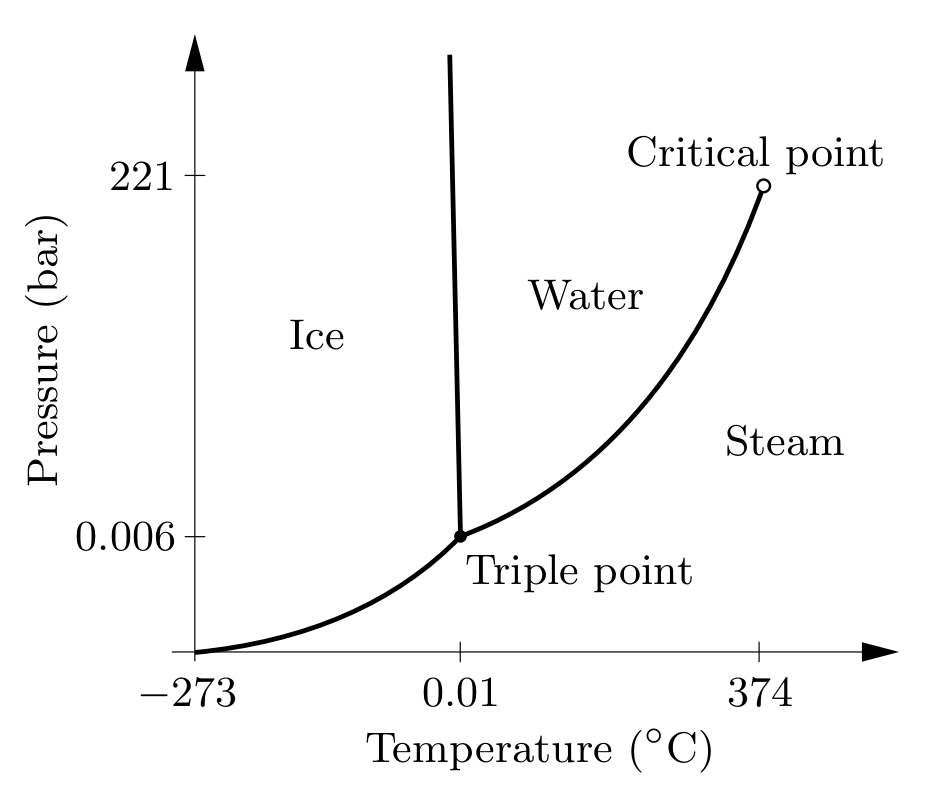 Critical point
221
Pressure (bar)
Water
Ice
Steam
0.006
Triple point
−273
0.01
374
Temperature (°C)